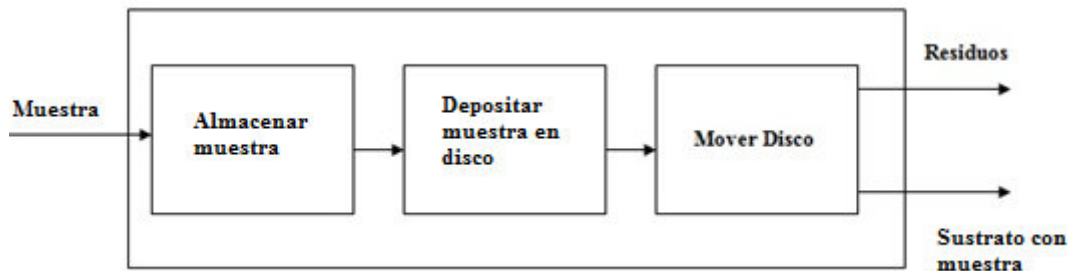 Muestra
Almacenar
muestra
Depositar
muestra en
disco
Mover Disco
Residuos
Sustrato con
muestra